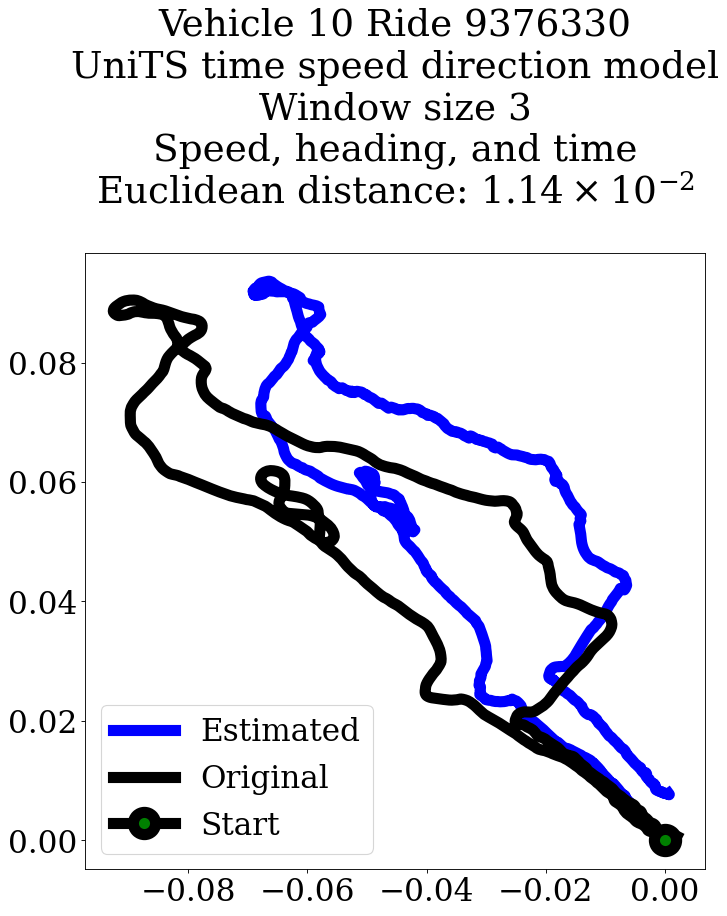 Vehicle 10 Ride 9376330
UniTS time speed direction model
Window size 3
Speed, heading, and time
Euclidean distance: 1.14 × 10⁻²
0.08
0.06
0.04
0.02
0.00
Estimated
Original
Start
−0.08 −0.06 −0.04 −0.02 0.00